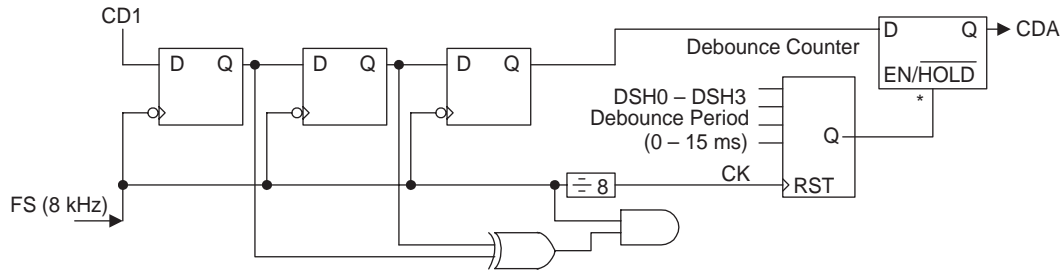 CD1
D Q
D Q
D Q
Debounce Counter
D Q
CDA
EN/HOLD
*
DSH0 – DSH3
Debounce Period
(0 – 15 ms)
Q
CK
RST
÷ 8
FS (8 kHz)